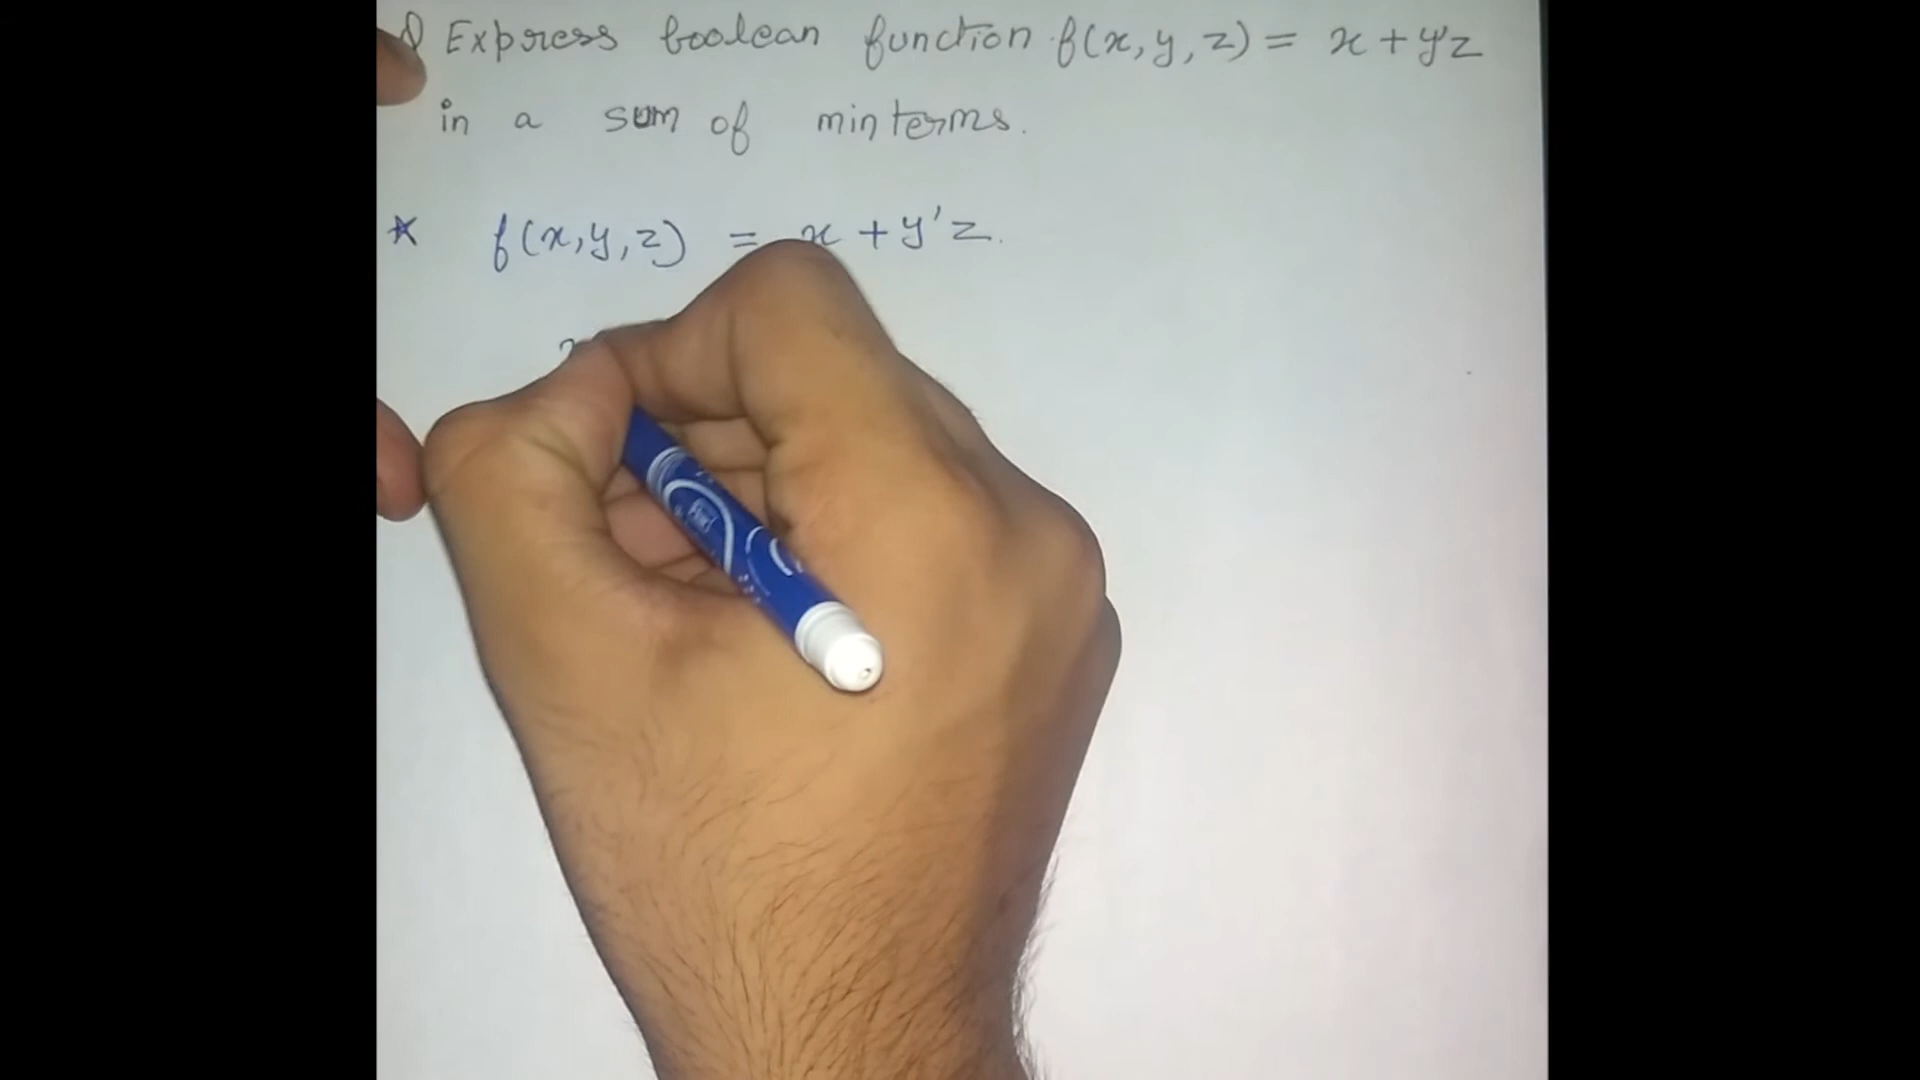 Express boolean function f(x,y,z) = x + y'z
in a sum of minterms.
* f(x,y,z) = x + y'z.